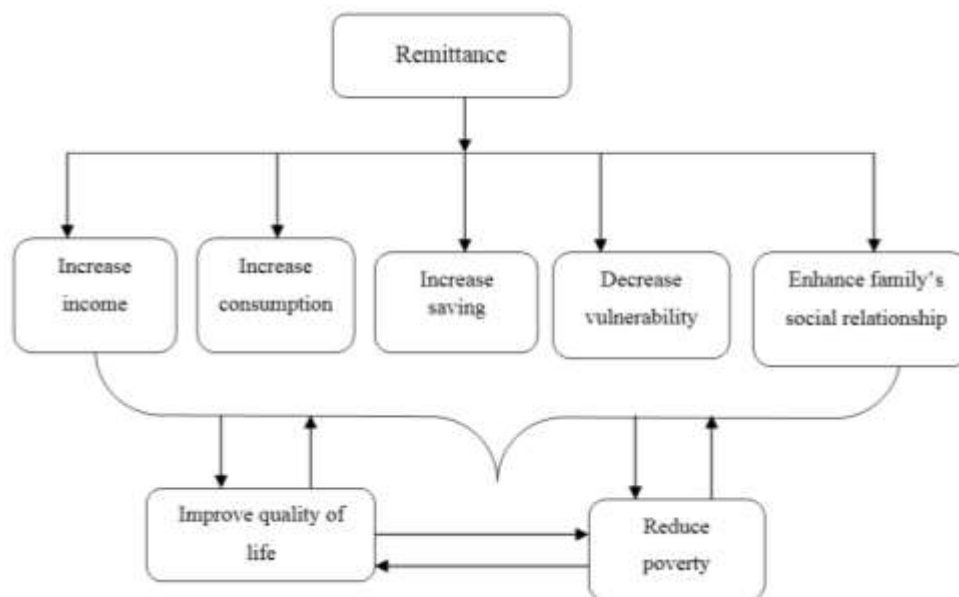 Remittance
Increase
income
Increase
consumption
Increase
saving
Decrease
vulnerability
Enhance family‘s
social relationship
Improve quality of
life
Reduce
poverty